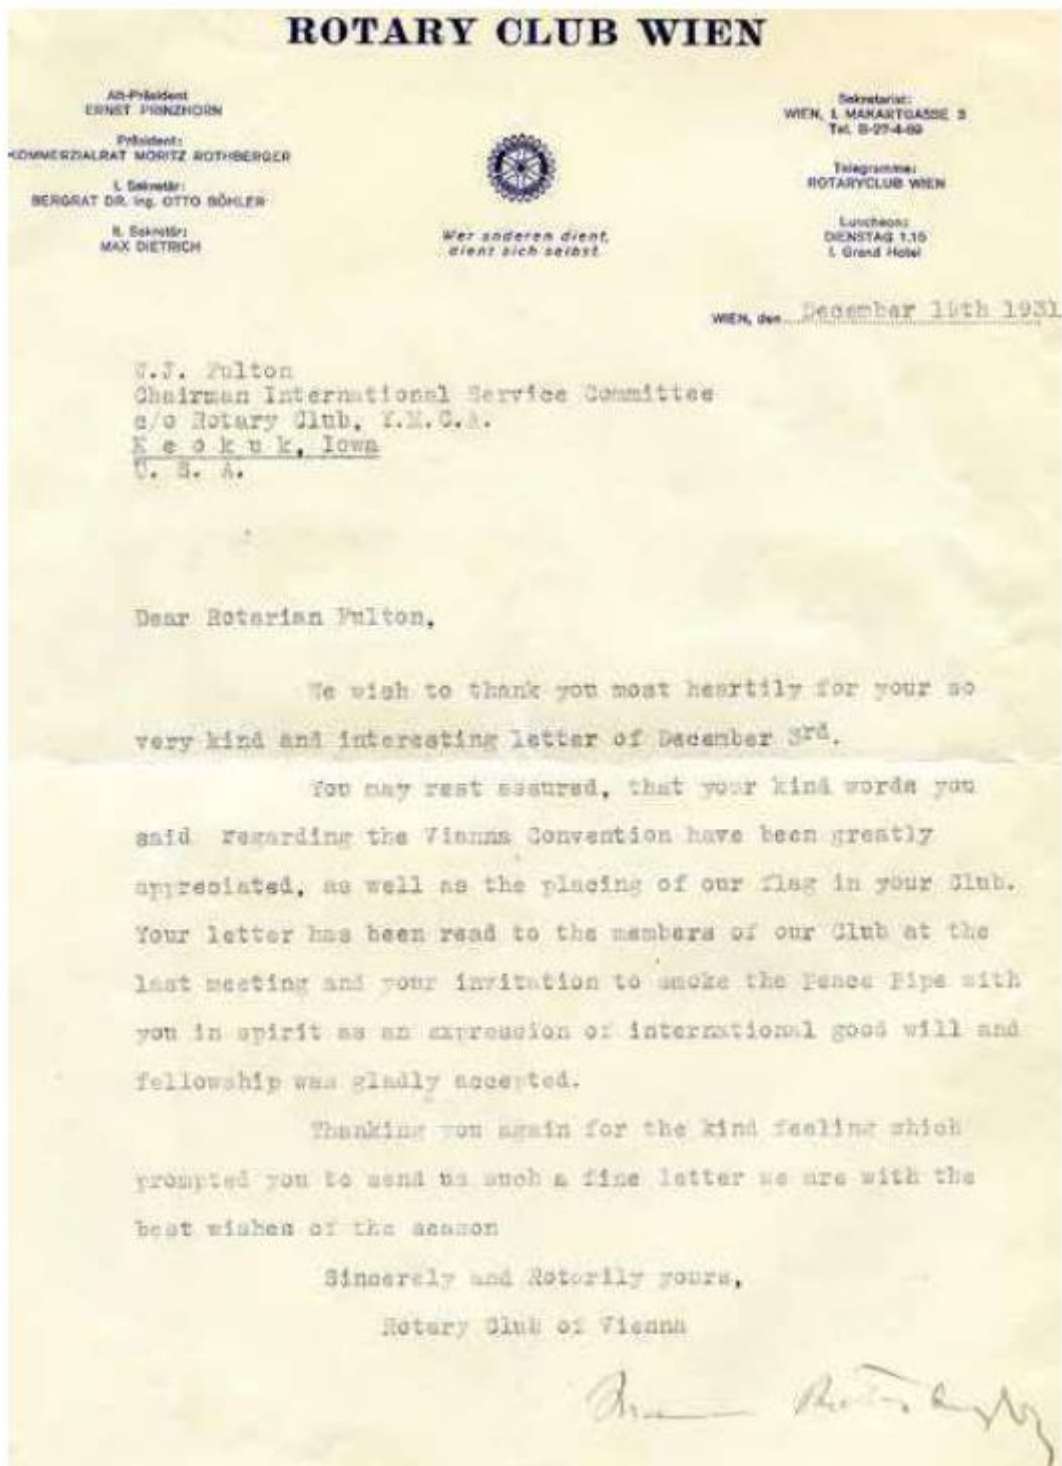 ROTARY CLUB WIEN
Alt-Präsident
ERNST PRINZHORN
Präsident:
KOMMERZIALRAT MORITZ ROTHBERGER
I. Sekretär:
BERGRAT DR. Ing. OTTO BÖHLER
II. Sekretär:
MAX DIETRICH
Wer anderen dient,
dient sich selbst.
Sekretariat:
WIEN, I. MAKARTGASSE 3
Tel. B-27-4-69
Telegramme:
ROTARYCLUB WIEN
Luncheon:
DIENSTAG 1.15
I. Grand Hotel
WIEN, den December 19th 1931
Fulton
Chairman International Service Committee
c/o Rotary Club, Y.M.C.A.
K e o k u k, Iowa
U. S. A.
Dear Rotarian Fulton,
We wish to thank you most heartily for your so
very kind and interesting letter of December 3rd.
You may rest assured, that your kind words you
said regarding the Vienna Convention have been greatly
appreciated, as well as the placing of our flag in your Club.
Your letter has been read to the members of our Club at the
last meeting and your invitation to smoke the Peace Pipe with
you in spirit as an expression of international good will and
fellowship was gladly accepted.
Thanking you again for the kind feeling which
prompted you to send us such a fine letter we are with the
best wishes of the season
Sincerely and Rotarily yours,
Rotary Club of Vienna